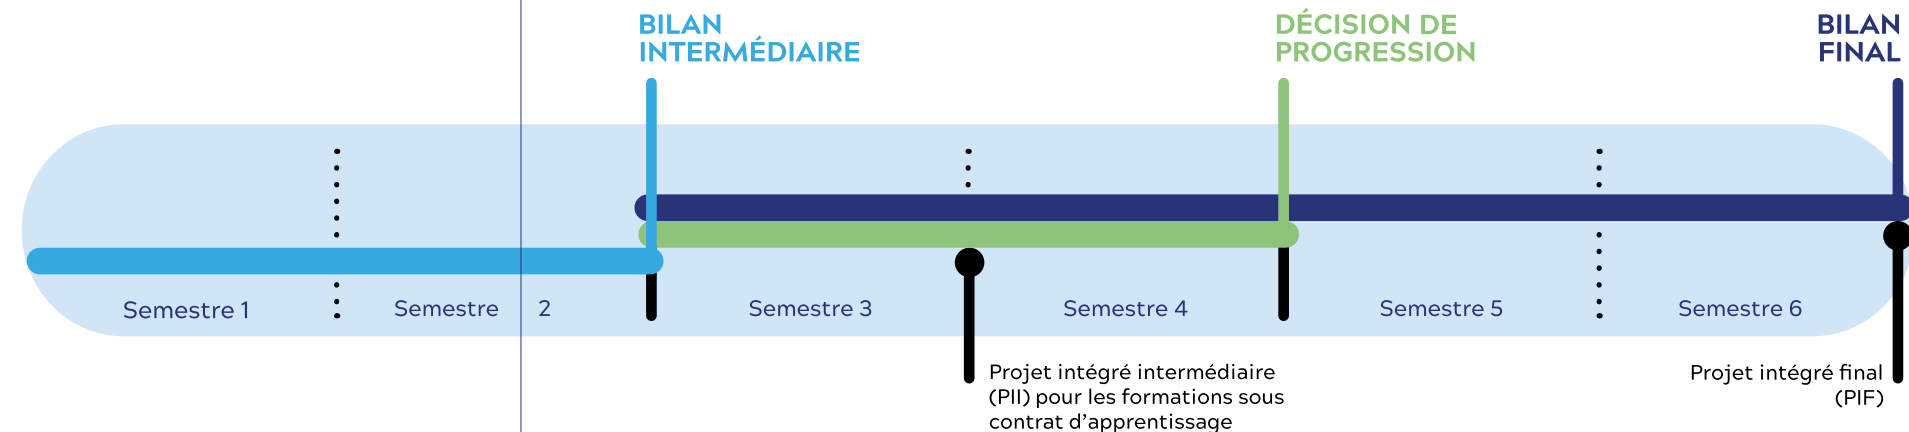 BILAN
INTERMÉDIAIRE
DÉCISION DE
PROGRESSION
BILAN
FINAL
Semestre 1
Semestre 2
Semestre 3
Semestre 4
Semestre 5
Semestre 6
Projet intégré intermédiaire
(PII) pour les formations sous
contrat d’apprentissage
Projet intégré final
(PIF)